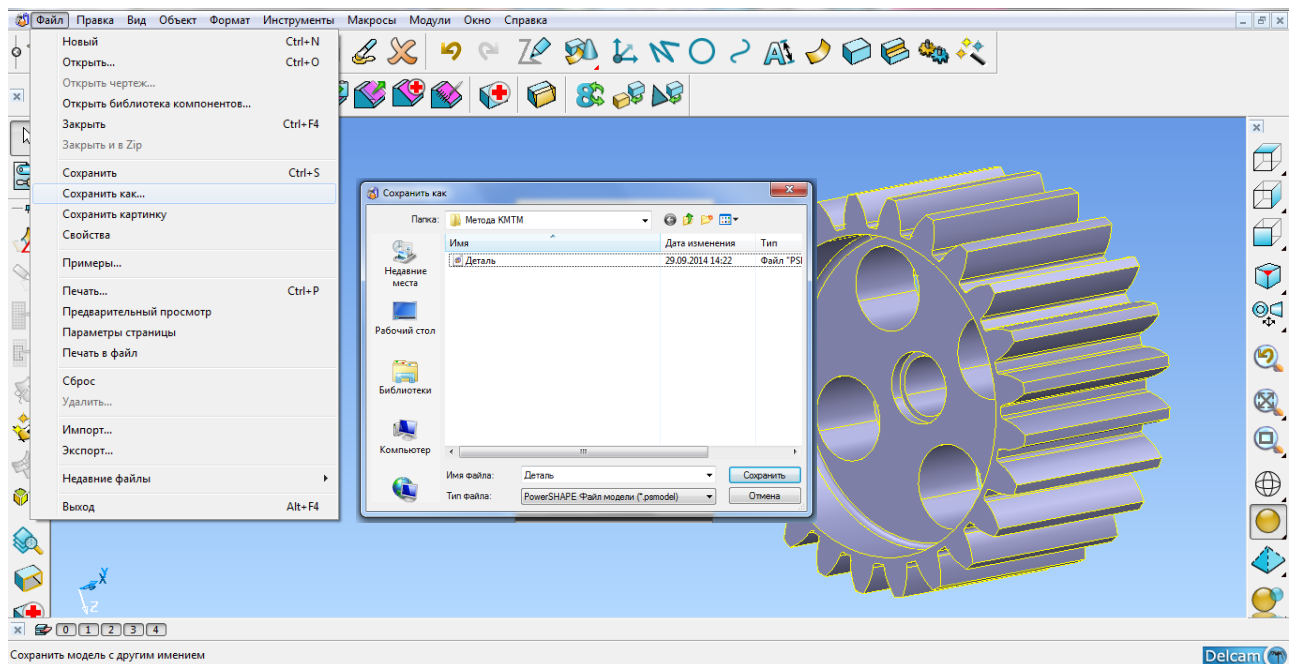 Файл Правка Вид Объект Формат Инструменты Макросы Модули Окно Справка
Новый Ctrl+N
Открыть... Ctrl+O
Открыть чертеж...
Открыть библиотека компонентов...
Закрыть Ctrl+F4
Закрыть и в Zip
Сохранить Ctrl+S
Сохранить как...
Сохранить картинку
Свойства
Примеры...
Печать... Ctrl+P
Предварительный просмотр
Параметры страницы
Печать в файл
Сброс
Удалить...
Импорт...
Экспорт...
Недавние файлы
Выход Alt+F4
Сохранить как
Папка: Метода КМТМ
Имя Дата изменения Тип
Деталь 29.09.2014 14:22 Файл "PSI
Недавние
места
Рабочий стол
Библиотеки
Компьютер
Имя файла: Деталь Сохранить
Тип файла: PowerSHAPE Файл модели (*.psmodel) Отмена
X
Z
0 1 2 3 4
Сохранить модель с другим именем
Delcam